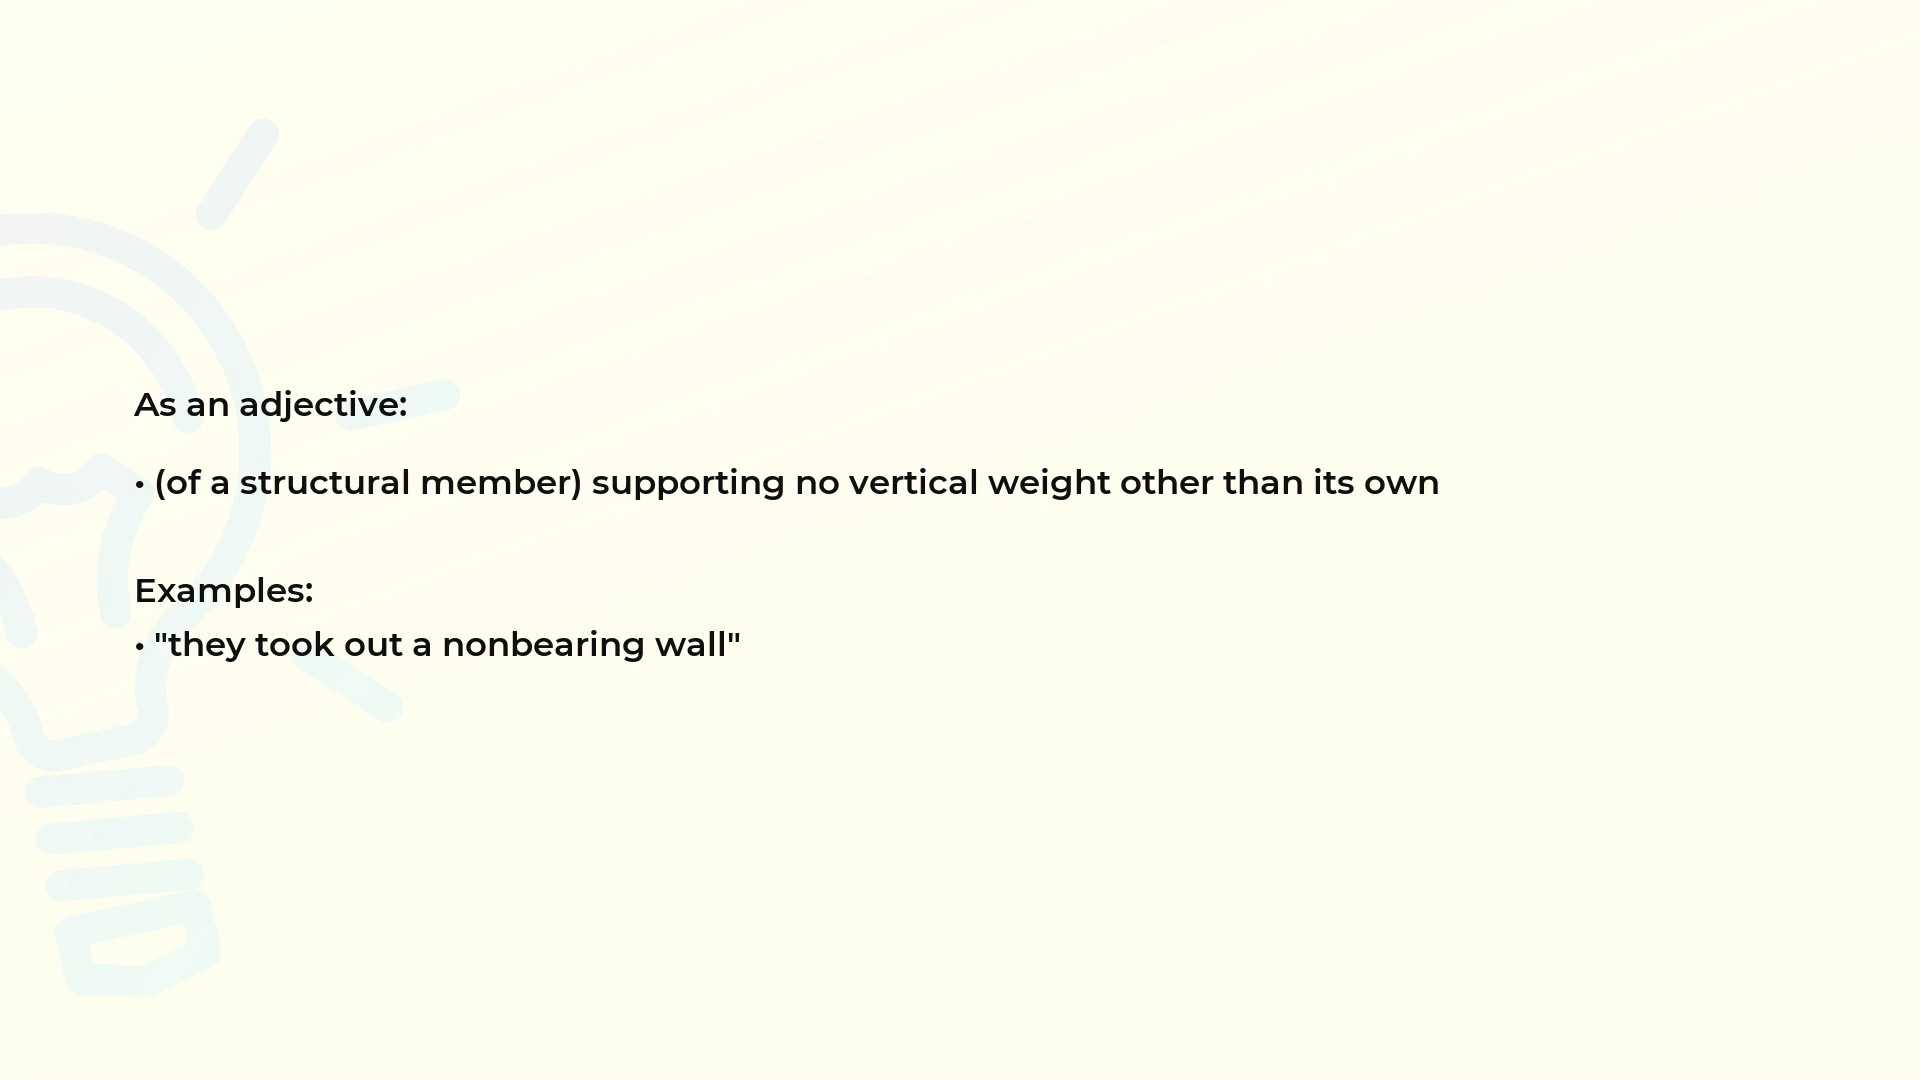 As an adjective:
• (of a structural member) supporting no vertical weight other than its own
Examples:
• "they took out a nonbearing wall"